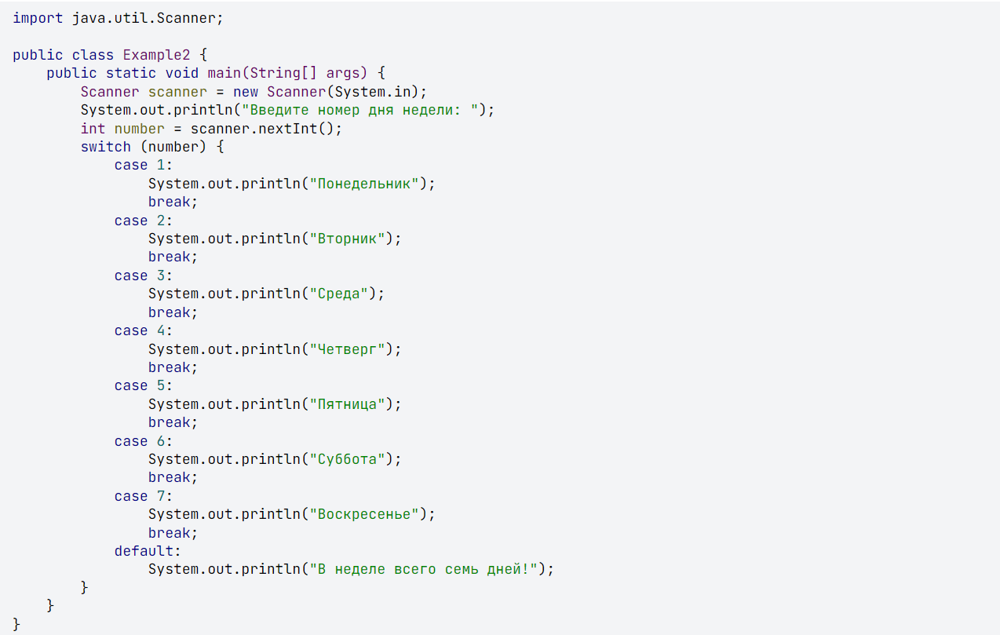 import java.util.Scanner;

public class Example2 {
    public static void main(String[] args) {
        Scanner scanner = new Scanner(System.in);
        System.out.println("Введите номер дня недели: ");
        int number = scanner.nextInt();
        switch (number) {
            case 1:
                System.out.println("Понедельник");
                break;
            case 2:
                System.out.println("Вторник");
                break;
            case 3:
                System.out.println("Среда");
                break;
            case 4:
                System.out.println("Четверг");
                break;
            case 5:
                System.out.println("Пятница");
                break;
            case 6:
                System.out.println("Суббота");
                break;
            case 7:
                System.out.println("Воскресенье");
                break;
            default:
                System.out.println("В неделе всего семь дней!");
        }
    }
}